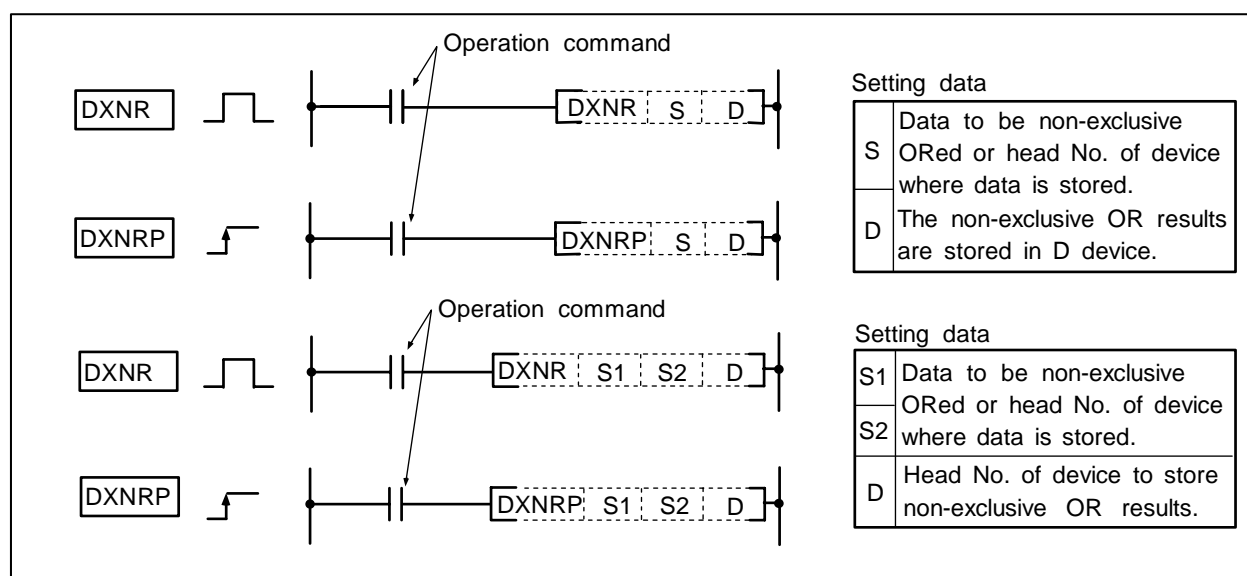 Operation command
DXNR
DXNR S D
DXNRP
DXNRP S D
Setting data
S Data to be non-exclusive
ORed or head No. of device
where data is stored.
D The non-exclusive OR results
are stored in D device.
Operation command
DXNR
DXNR S1 S2 D
DXNRP
DXNRP S1 S2 D
Setting data
S1 Data to be non-exclusive
ORed or head No. of device
S2 where data is stored.
D Head No. of device to store
non-exclusive OR results.